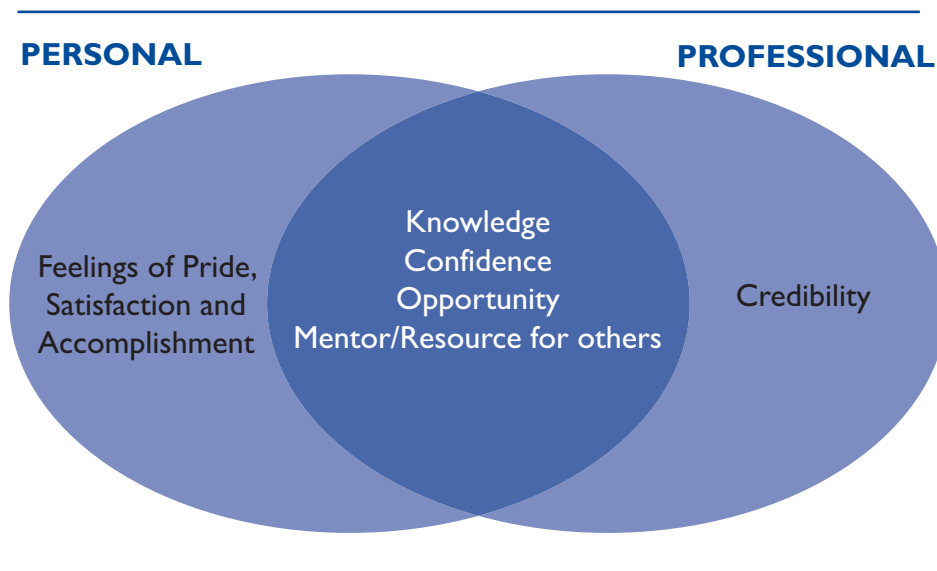 PERSONAL
PROFESSIONAL
Feelings of Pride,
Satisfaction and
Accomplishment
Knowledge
Confidence
Opportunity
Mentor/Resource for others
Credibility